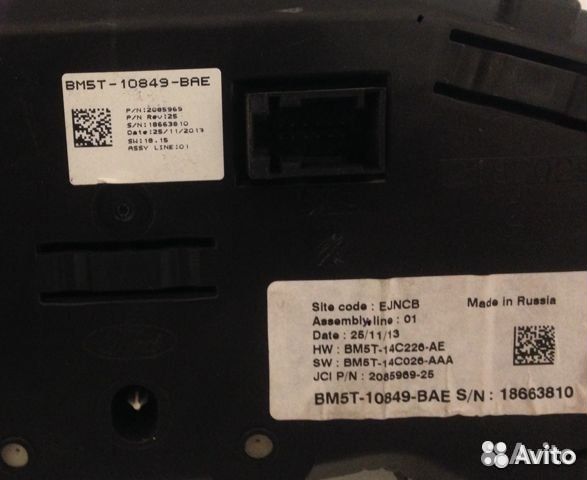 BM5T-10849-BAE
P/N:2085969
P/N Rev:25
S/N:18663810
Date:25/11/2013
SW:18.15
ASSY LINE:01
Site code : EJNCB
Made in Russia
Assembly line : 01
Date : 25/11/13
HW : BM5T-14C226-AE
SW : BM5T-14C026-AAA
JCI P/N : 2085969-25
BM5T-10849-BAE S/N : 18663810
Avito